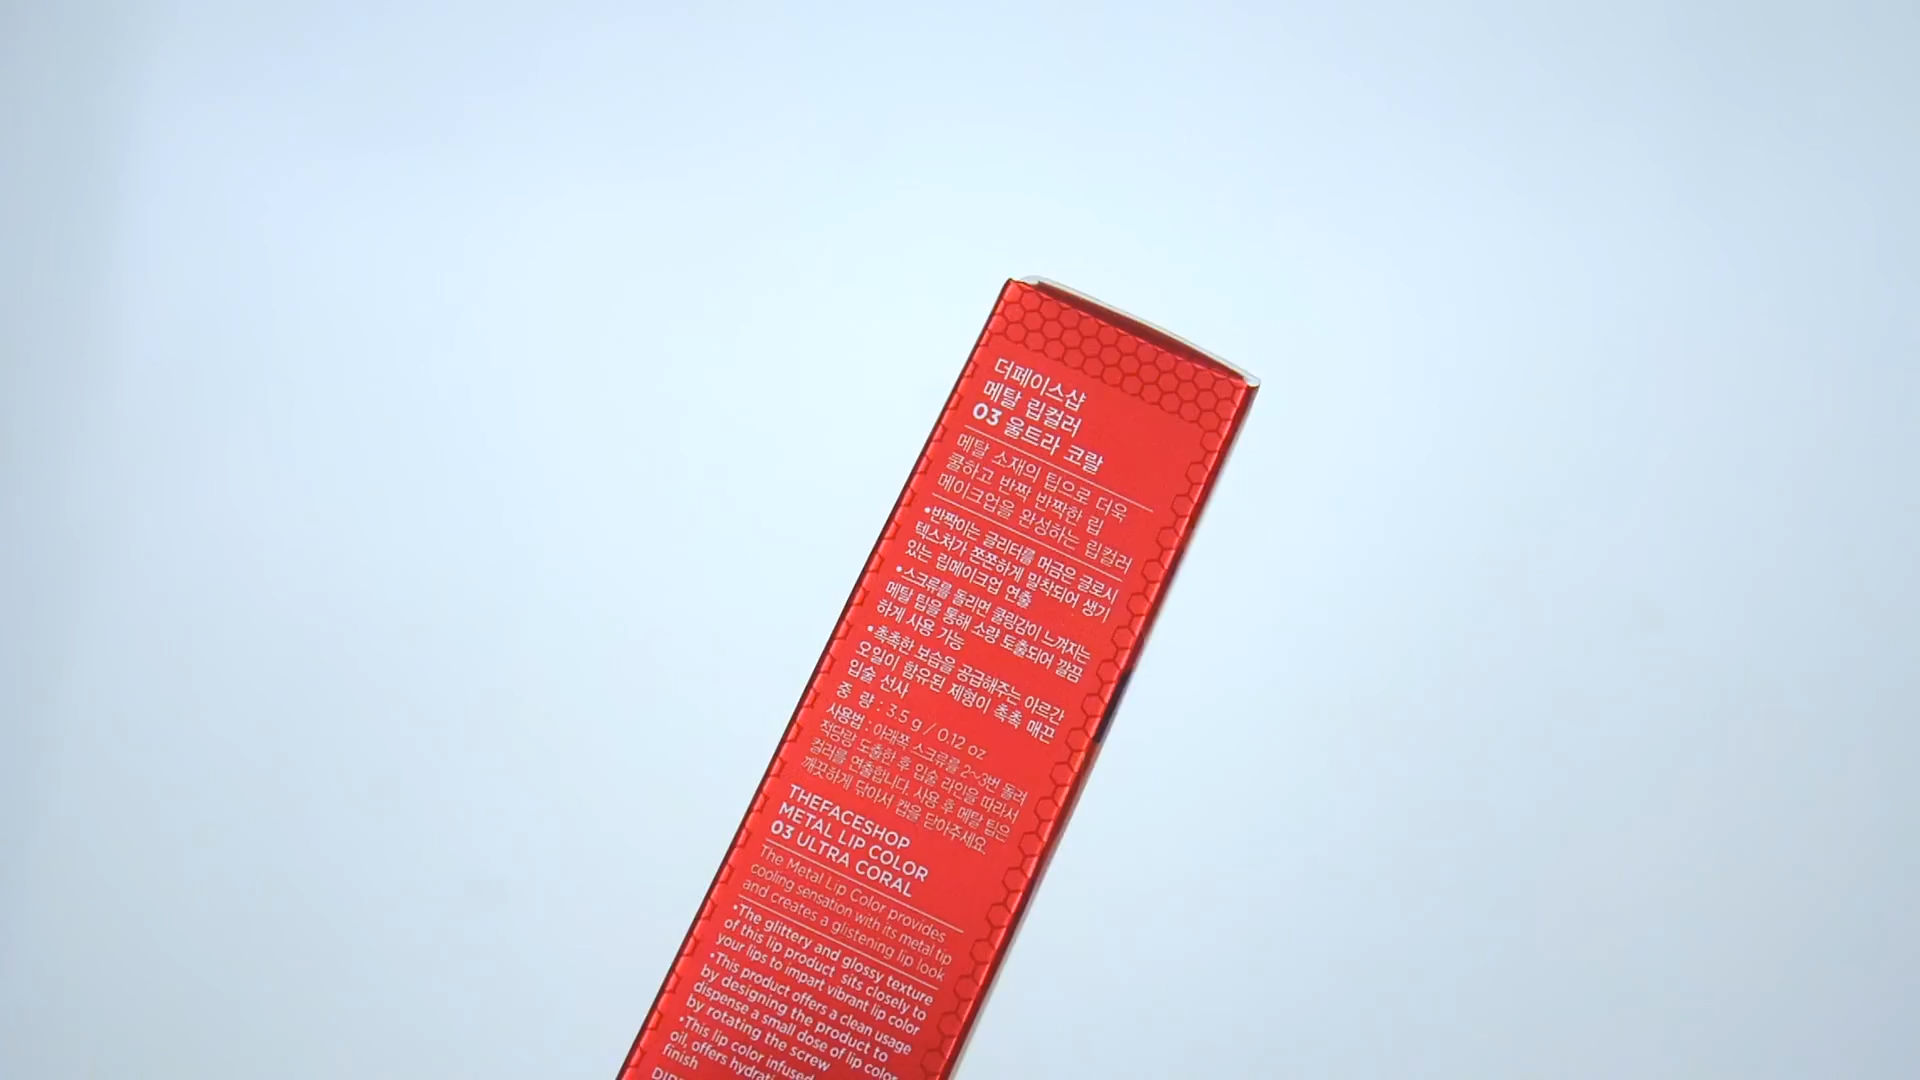 더페이스샵
메탈 립컬러
03 울트라 코랄
메탈 소재의 팁으로 더욱
쿨하고 반짝 반짝한 립
메이크업을 완성하는 립컬러
•반짝이는 글리터를 머금은 글로시
텍스처가 쫀쫀하게 밀착되어 생기
있는 립메이크업 연출
•스크류를 돌리면 쿨링감이 느껴지는
메탈 팁을 통해 소량 토출되어 깔끔
하게 사용 가능
•촉촉한 보습을 공급해주는 아르간
오일이 함유된 제형이 촉촉 매끈
입술 선사
중 량 : 3.5 g / 0.12 oz
사용법 : 아래쪽 스크류를 2~3번 돌려
적당량 도출한 후 입술 라인을 따라서
컬러를 연출합니다. 사용 후 메탈 팁은
깨끗하게 닦아서 캡을 닫아주세요.
THEFACESHOP
METAL LIP COLOR
03 ULTRA CORAL
The Metal Lip Color provides
cooling sensation with its metal tip
and creates a glistening lip look
•The glittery and glossy texture
of this lip product sits closely to
your lips to impart vibrant lip color
•This product offers a clean usage
by designing the product to
dispense a small dose of lip color
by rotating the screw
•This lip color infused
oil, offers
finish